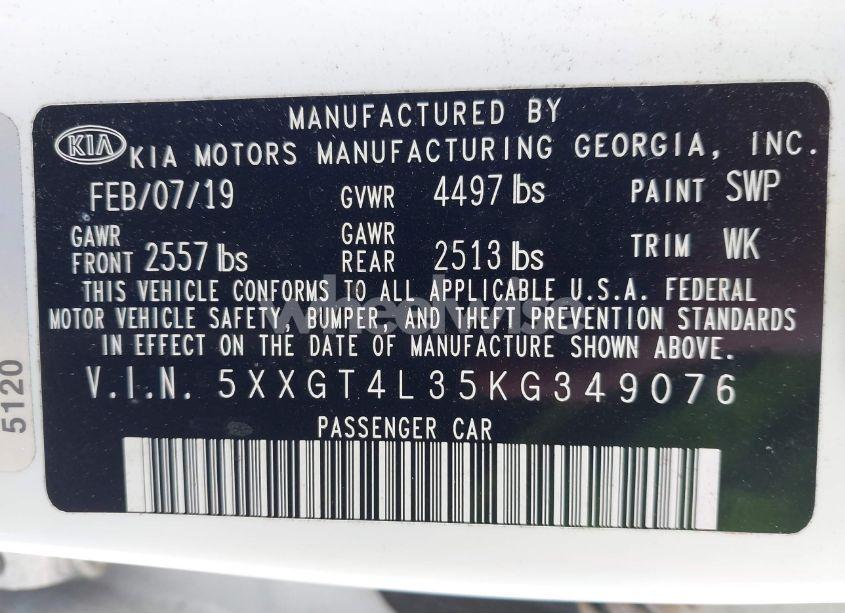 MANUFACTURED BY
KIA KIA MOTORS MANUFACTURING GEORGIA, INC.
FEB/07/19 GVWR 4497 lbs PAINT SWP
GAWR FRONT 2557 lbs GAWR REAR 2513 lbs TRIM WK
THIS VEHICLE CONFORMS TO ALL APPLICABLE U.S.A. FEDERAL
MOTOR VEHICLE SAFETY, BUMPER, AND THEFT PREVENTION STANDARDS
IN EFFECT ON THE DATE OF MANUFACTURE SHOWN ABOVE.
V.I.N. 5XXGT4L35KG349076
PASSENGER CAR
5120
wheelwise